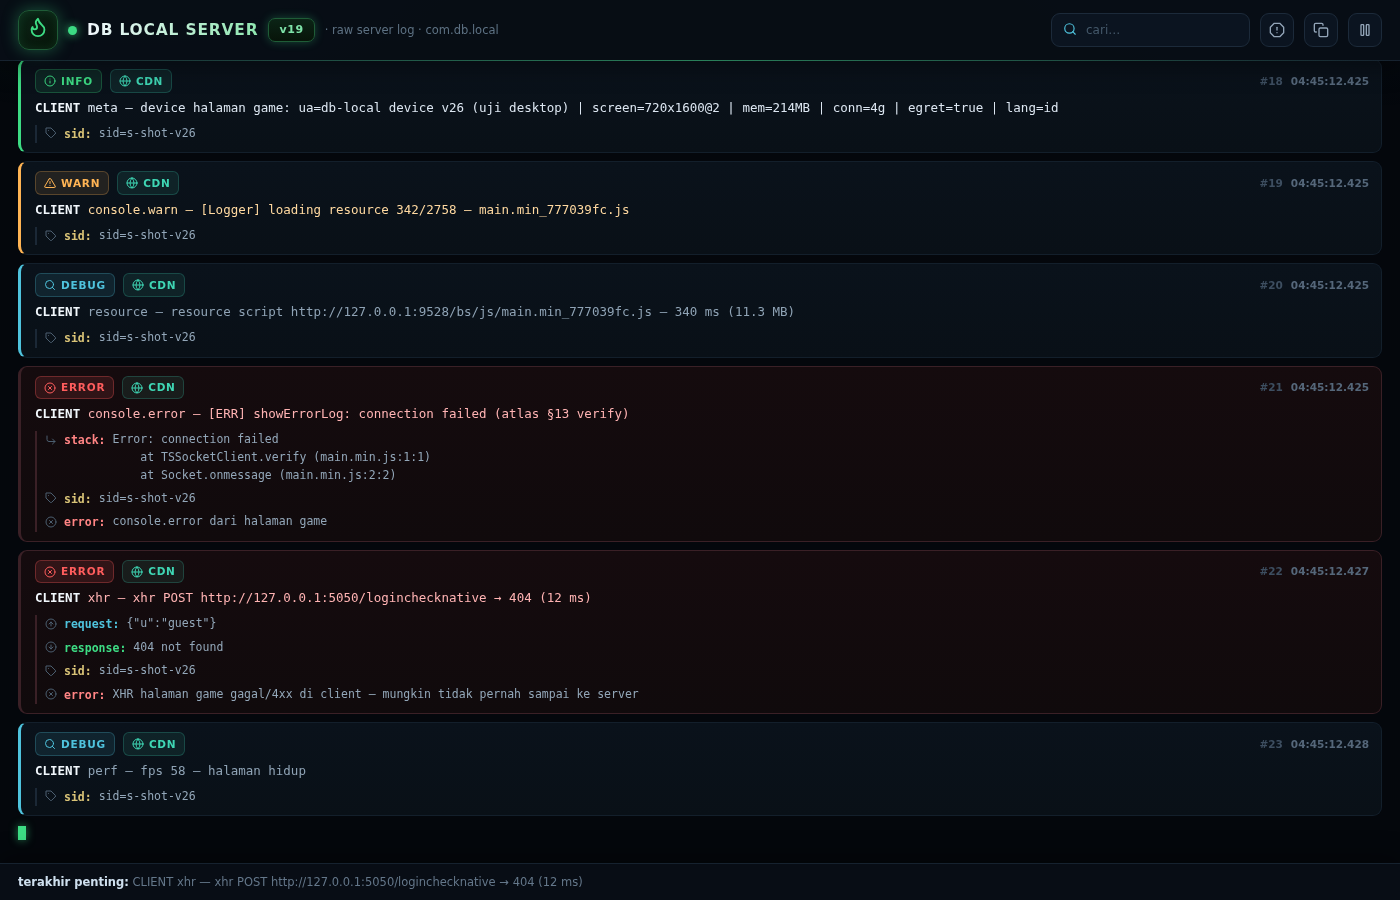 DB LOCAL SERVER v19 · raw server log · com.db.local cari...
INFO CDN #18 04:45:12.425
CLIENT meta — device halaman game: ua=db-local device v26 (uji desktop) | screen=720x1600@2 | mem=214MB | conn=4g | egret=true | lang=id
sid: sid=s-shot-v26
WARN CDN #19 04:45:12.425
CLIENT console.warn — [Logger] loading resource 342/2758 — main.min_777039fc.js
sid: sid=s-shot-v26
DEBUG CDN #20 04:45:12.425
CLIENT resource — resource script http://127.0.0.1:9528/bs/js/main.min_777039fc.js — 340 ms (11.3 MB)
sid: sid=s-shot-v26
ERROR CDN #21 04:45:12.425
CLIENT console.error — [ERR] showErrorLog: connection failed (atlas §13 verify)
stack: Error: connection failed
at TSSocketClient.verify (main.min.js:1:1)
at Socket.onmessage (main.min.js:2:2)
sid: sid=s-shot-v26
error: console.error dari halaman game
ERROR CDN #22 04:45:12.427
CLIENT xhr — xhr POST http://127.0.0.1:5050/loginchecknative → 404 (12 ms)
request: {"u":"guest"}
response: 404 not found
sid: sid=s-shot-v26
error: XHR halaman game gagal/4xx di client — mungkin tidak pernah sampai ke server
DEBUG CDN #23 04:45:12.428
CLIENT perf — fps 58 — halaman hidup
sid: sid=s-shot-v26
terakhir penting: CLIENT xhr — xhr POST http://127.0.0.1:5050/loginchecknative → 404 (12 ms)